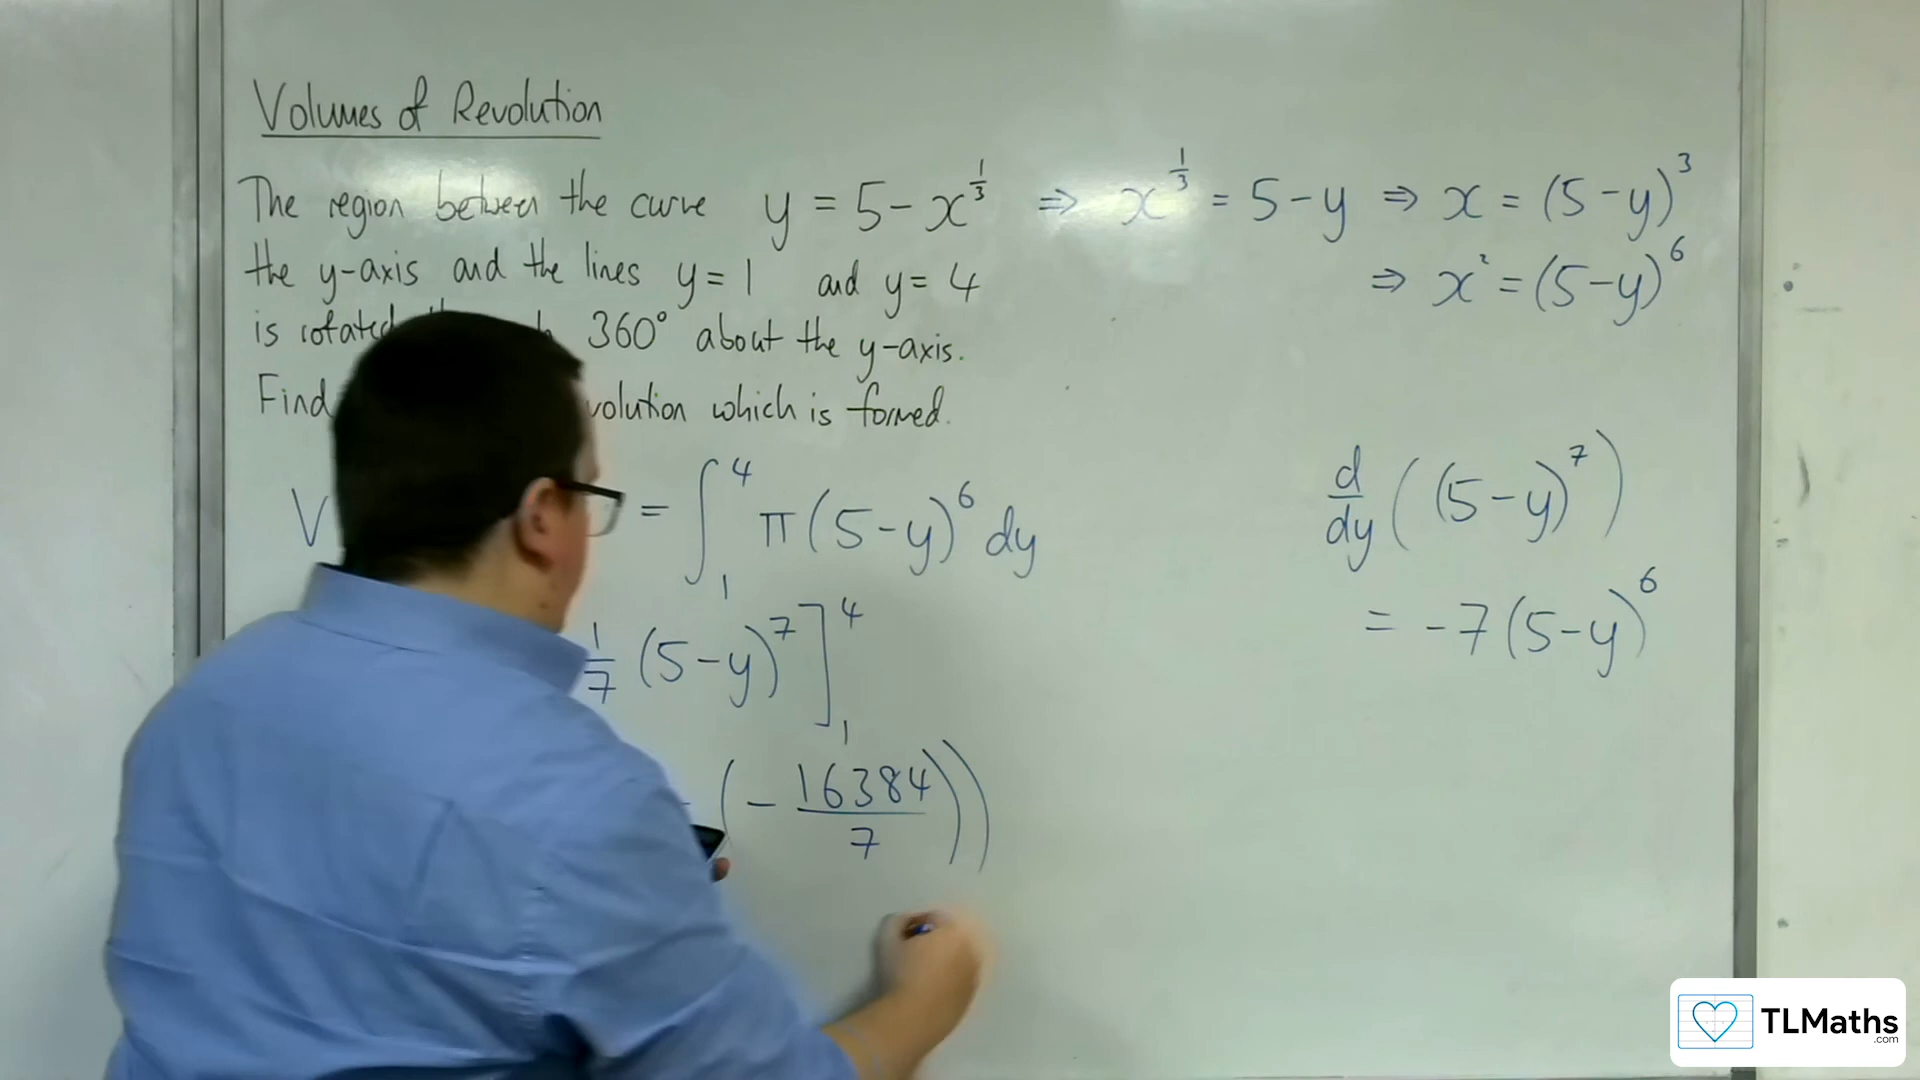 Volumes of Revolution
The region between the curve y = 5 - x^{1/3} ⇒ x^{1/3} = 5 - y ⇒ x = (5 - y)^3
the y-axis and the lines y = 1 and y = 4 ⇒ x^2 = (5 - y)^6
is rotated 360° about the y-axis.
Find volution which is formed.
V = ∫_1^4 π(5 - y)^6 dy
d/dy ((5 - y)^7)
1/7 (5 - y)^7]_1^4
= -7(5 - y)^6
- (- 16384/7))
TLMaths
.com